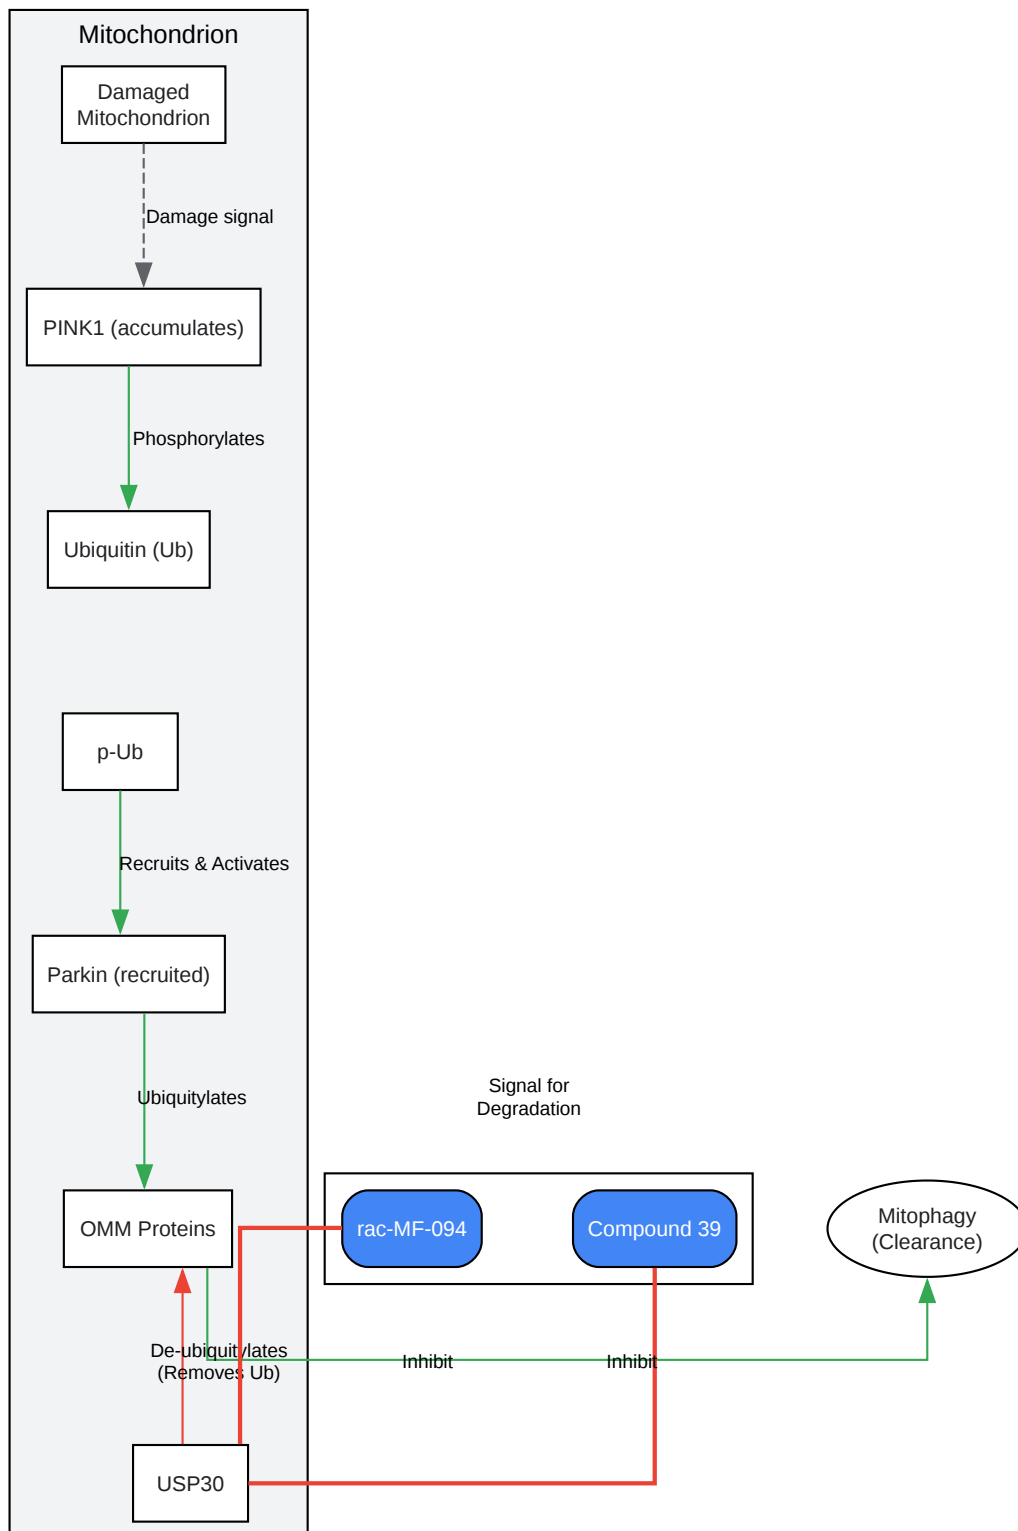 Mitochondrion
Damaged
Mitochondrion
Damage signal
PINK1 (accumulates)
Phosphorylates
Ubiquitin (Ub)
p-Ub
Recruits & Activates
Parkin (recruited)
Ubiquitylates
Signal for
Degradation
OMM Proteins
rac-MF-094
Compound 39
Mitophagy
(Clearance)
De-ubiquitylates
(Removes Ub)
Inhibit
Inhibit
USP30